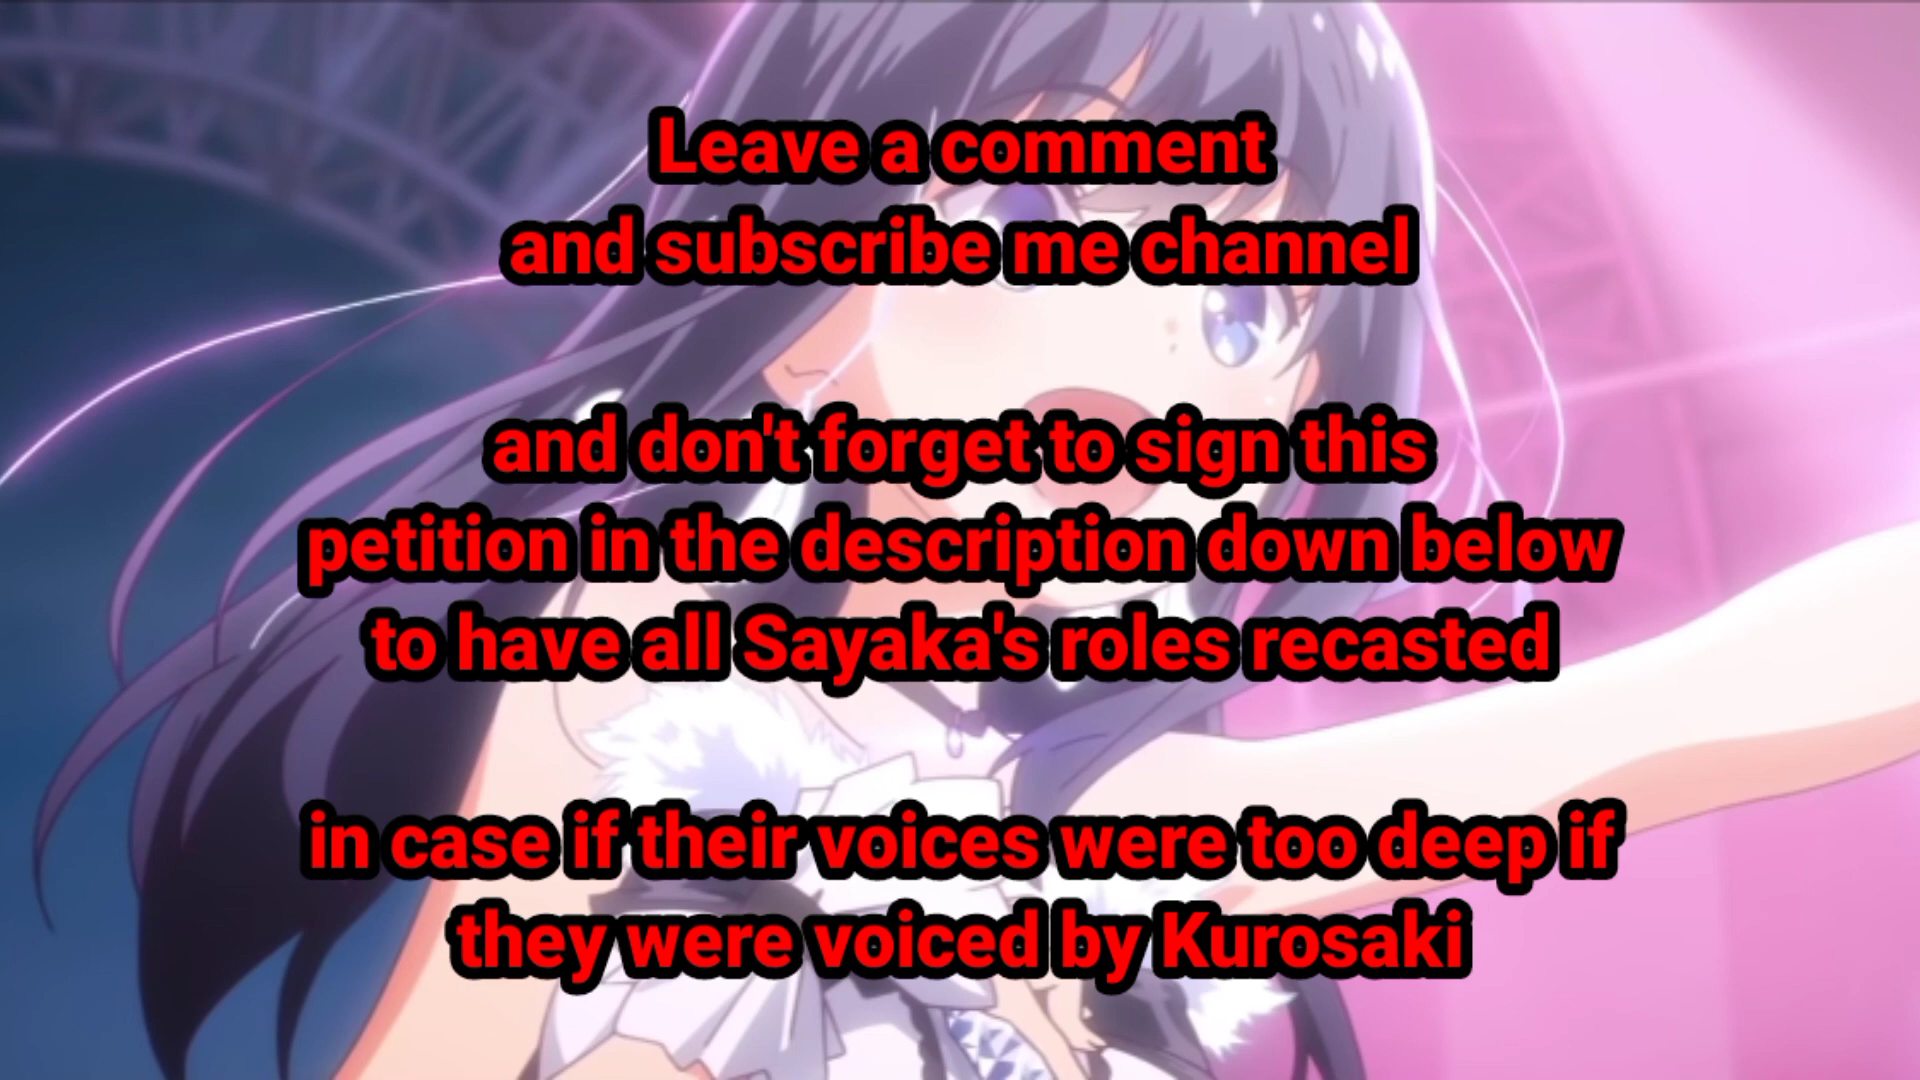 Leave a comment
and subscribe me channel
and don't forget to sign this
petition in the description down below
to have all Sayaka's roles recasted
in case if their voices were too deep if
they were voiced by Kurosaki